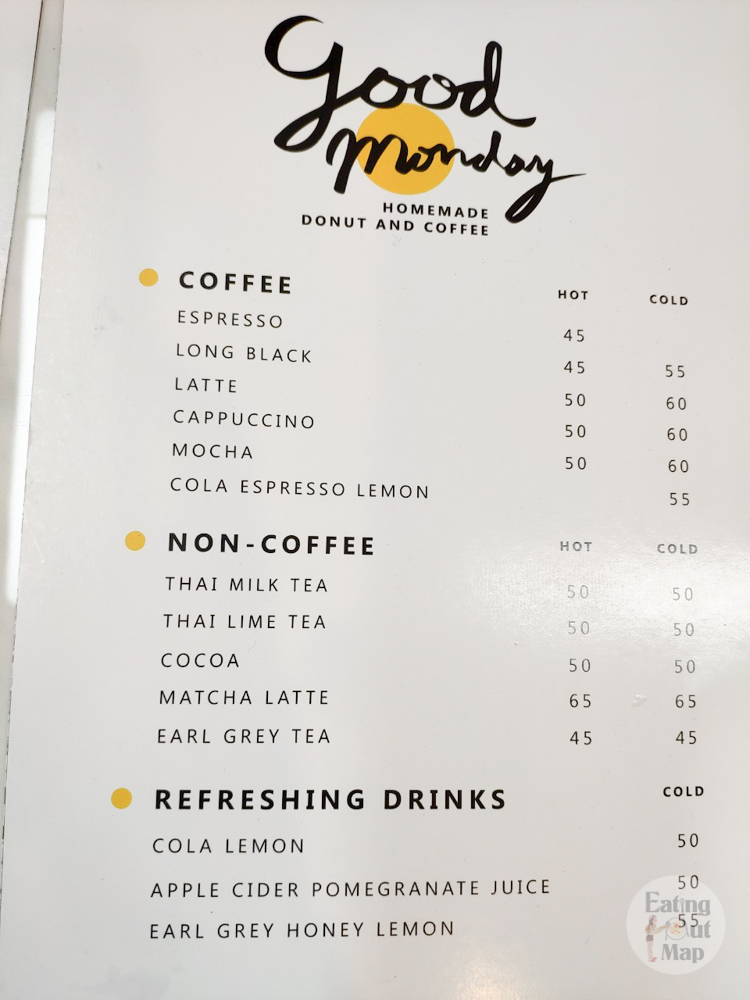 Good
Monday
HOMEMADE
DONUT AND COFFEE
COFFEE HOT COLD
ESPRESSO 45
LONG BLACK 45 55
LATTE 50 60
CAPPUCCINO 50 60
MOCHA 50 60
COLA ESPRESSO LEMON 55
NON-COFFEE HOT COLD
THAI MILK TEA 50 50
THAI LIME TEA 50 50
COCOA 50 50
MATCHA LATTE 65 65
EARL GREY TEA 45 45
REFRESHING DRINKS COLD
COLA LEMON 50
APPLE CIDER POMEGRANATE JUICE 50
EARL GREY HONEY LEMON 55
Eating
Out
Map